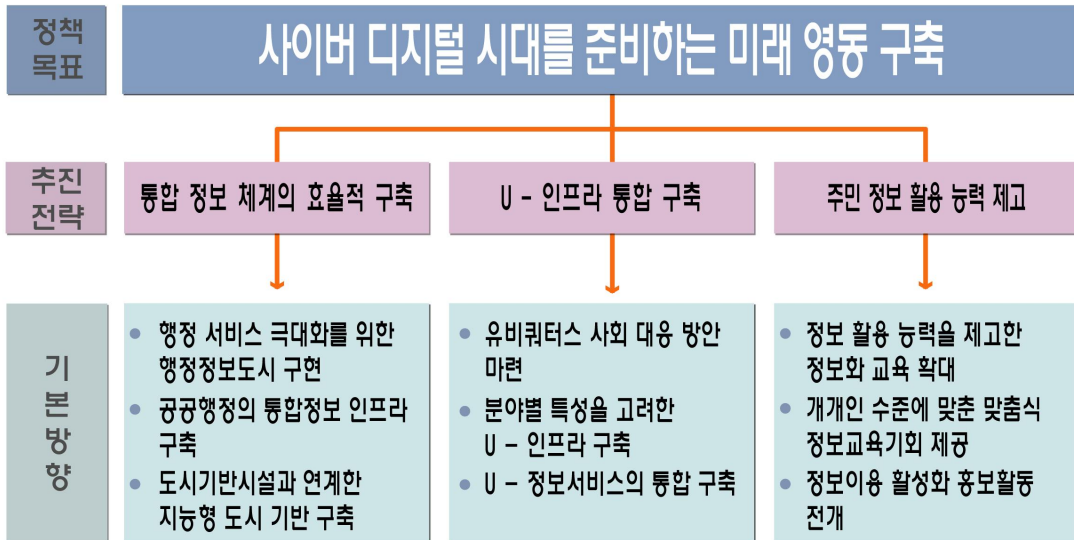 정책
목표
사이버 디지털 시대를 준비하는 미래 영동 구축
추진
전략
통합 정보 체계의 효율적 구축
U - 인프라 통합 구축
주민 정보 활용 능력 제고
기
본
방
향
• 행정 서비스 극대화를 위한
행정정보도시 구현
• 공공행정의 통합정보 인프라
구축
• 도시기반시설과 연계한
지능형 도시 기반 구축
• 유비쿼터스 사회 대응 방안
마련
• 분야별 특성을 고려한
U - 인프라 구축
• U - 정보서비스의 통합 구축
• 정보 활용 능력을 제고한
정보화 교육 확대
• 개개인 수준에 맞춘 맞춤식
정보교육기회 제공
• 정보이용 활성화 홍보활동
전개